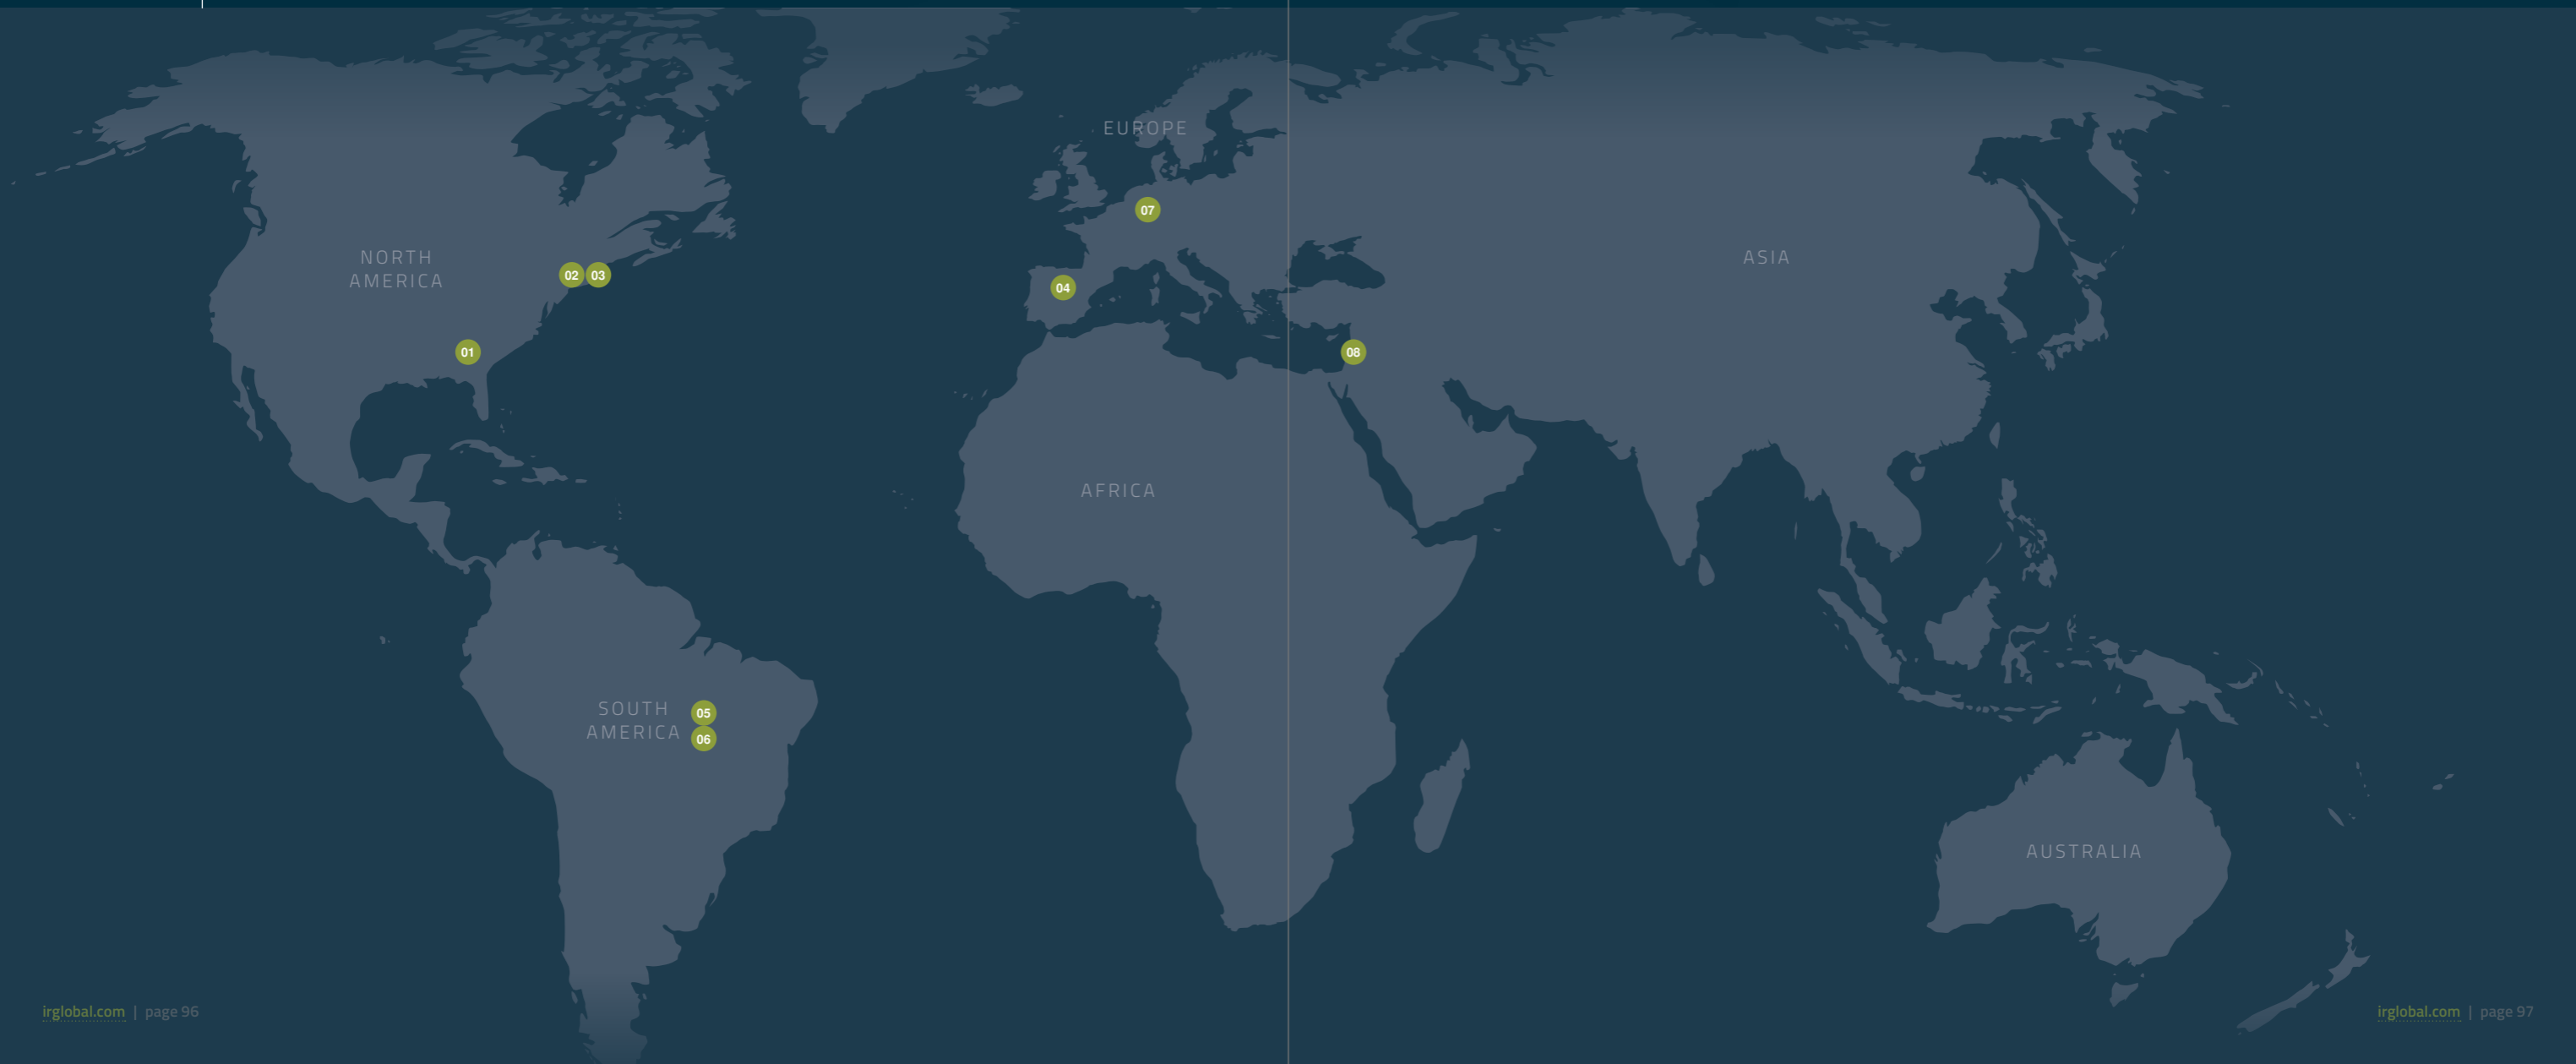 EUROPE
07
NORTH
AMERICA
ASIA
02 03
04
01
08
AFRICA
SOUTH
AMERICA
05
06
AUSTRALIA
irglobal.com | page 96
irglobal.com | page 97